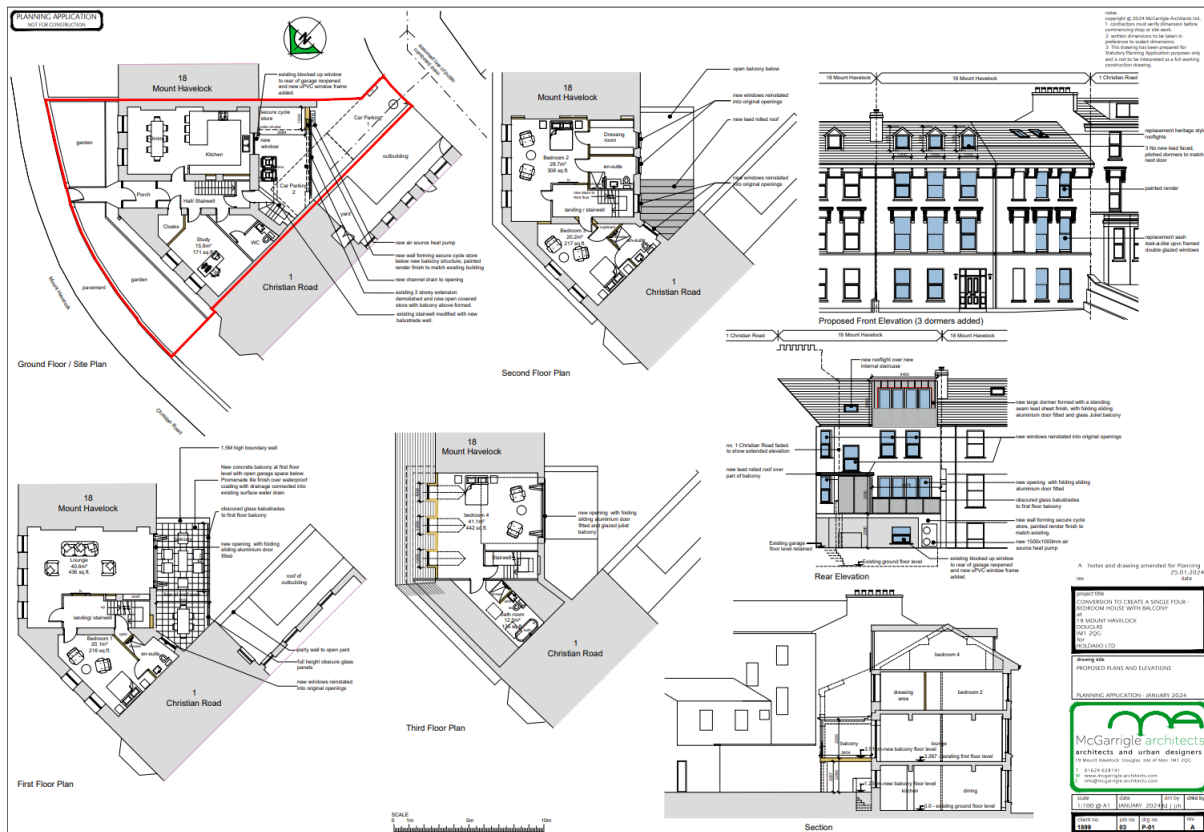 PLANNING APPLICATION
NOT FOR CONSTRUCTION
notes
copyright @ 2024 McGarrigle Architects Ltd.
1 contractors must verify dimension before
commencing shop or site work.
2 written dimensions to be taken in
preference to scaled dimensions.
3 This drawing has been prepared for
Statutory Planning Application purposes only
and is not to be interpreted as a full working
construction drawing.
18
Mount Havelock
existing blocked up window
to rear of garage reopened
and new uPVC window frame
added.
secure cycle
store
new
window
Car Parking
1
outbuilding
garden
Dining
Kitchen
Car Parking
2
Porch
Hall/ Stairwell
yard
Cloaks
Study
15.9m²
171 sq.ft.
WC
garden
pavement
Mount Havelock
1
Christian Road
new air source heat pump
new wall forming secure cycle store
below new balcony structure, painted
render finish to match existing building
new channel drain to opening
existing 3 storey extension
demolished and new open covered
store with balcony above formed
existing stairwell modified with new
balustrade wall.
Ground Floor / Site Plan
Christian Road
18
Mount Havelock
open balcony below
new windows reinstated
into original openings
new lead rolled roof
Dressing
room
Bedroom 2
28.7m²
308 sq.ft.
en-suite
new windows reinstated
into original openings
landing / stairwell
Bedroom 3
20.2m²
217 sq.ft.
en-suite
1
Christian Road
Second Floor Plan
18 Mount Havelock
19 Mount Havelock
1 Christian Road
replacement heritage style
rooflights
3 No new lead faced,
pitched dormers to match
next door
painted render
replacement sash
look-a-like upvc framed
double glazed windows
Proposed Front Elevation (3 dormers added)
1 Christian Road
19 Mount Havelock
18 Mount Havelock
new rooflight over new
internal staircase
4400
new large dormer formed with a standing
seam lead sheet finish, with folding sliding
aluminium door fitted and glass Juliet balcony
new windows reinstated into original openings
no. 1 Christian Road faded
to show extended elevation
new lead rolled roof over
part of balcony
new opening with folding sliding
aluminium door fitted
obscured glass balustrades
to first floor balcony
new wall forming secure cycle
store, painted render finish to
match existing
new 1500x1000mm air
source heat pump
Existing garage
floor level retained
Existing ground floor level
existing blocked up window
to rear of garage reopened
and new uPVC window frame
added.
Rear Elevation
1.5M high boundary wall
New concrete balcony at first floor
level with open garage space below.
Promenade tile finish over waterproof
coating with drainage connected into
existing surface water drain
18
Mount Havelock
obscured glass balustrades
to first floor balcony
new opening with folding
sliding aluminium door
fitted
Lounge
40.6m²
436 sq.ft.
balcony
roof of
outbuilding
landing/ stairwell
Bedroom 1
20.1m²
216 sq.ft.
en-suite
party wall to open yard
full height obscure glass
panels
new windows reinstated
into original openings
1
Christian Road
First Floor Plan
18
Mount Havelock
bedroom 4
41.1m²
442 sq.ft.
new opening with folding
sliding aluminium door
fitted and glazed juliet
balcony
Stairwell
Bath room
1
Christian Road
Third Floor Plan
bedroom 4
dressing
area
bedroom 2
balcony
lounge
new balcony floor level
3.267 - existing first floor level
new balcony floor level
kitchen
dining
0.0 - existing ground floor level
Section
SCALE
0 1m 5m 10m
A Notes and drawing amended for Planning
25.01.2024
rev date
project title
CONVERSION TO CREATE A SINGLE FOUR -
BEDROOM HOUSE WITH BALCONY
at
19 MOUNT HAVELOCK
DOUGLAS
IM1 2QG
for
HOLDAIIO LTD
drawing title
PROPOSED PLANS AND ELEVATIONS
PLANNING APPLICATION - JANUARY 2024
ma
McGarrigle architects
architects and urban designers
19 Mount Havelock Douglas Isle of Man IM1 2QG
T 01624 628141
W www.mcgarrigle-architects.com
E info@mcgarrigle-architects.com
scale date drn by chkd by
1:100 @ A1 JANUARY 2024
client no job no drg no rev
1899 03 P-01 A